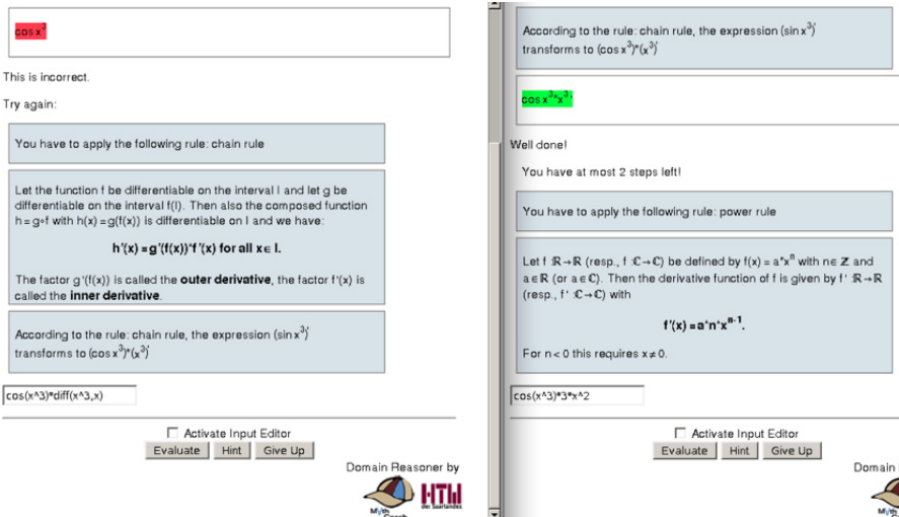 cos x²
This is incorrect.
Try again:
You have to apply the following rule: chain rule
Let the function f be differentiable on the interval I and let g be
differentiable on the interval f(I). Then also the composed function
h = g∘f with h(x) = g(f(x)) is differentiable on I and we have:
h'(x) = g'(f(x))*f'(x) for all x∈ I.
The factor g'(f(x)) is called the outer derivative, the factor f'(x) is
called the inner derivative.
According to the rule: chain rule, the expression (sin x³)'
transforms to (cos x³)*(x³)'
cos(x^3)*diff(x^3,x)
Activate Input Editor
Evaluate Hint Give Up
Domain Reasoner by
HTW
des Saarlandes
Math
Coach
According to the rule: chain rule, the expression (sin x³)'
transforms to (cos x³)*(x³)'
cos x³*x³'
Well done!
You have at most 2 steps left!
You have to apply the following rule: power rule
Let f :ℝ→ℝ (resp., f :ℂ→ℂ) be defined by f(x) = a*xⁿ with n∈ ℤ and
a∈ℝ (or a∈ℂ). Then the derivative function of f is given by f' :ℝ→ℝ
(resp., f' :ℂ→ℂ) with
f'(x) = a*n*xⁿ⁻¹.
For n < 0 this requires x ≠ 0.
cos(x^3)*3*x^2
Activate Input Editor
Evaluate Hint Give Up
Domain
Math